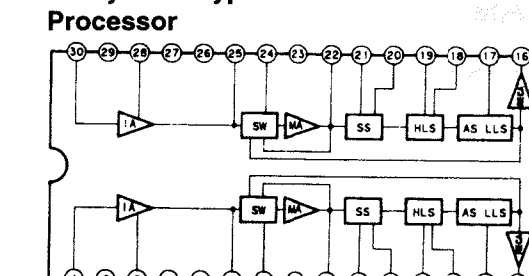 Processor
30 29 28 27 26 25 24 23 22 21 20 19 18 17 16
IA SW MA SS HLS AS LLS
IA SW MA SS HLS AS LLS